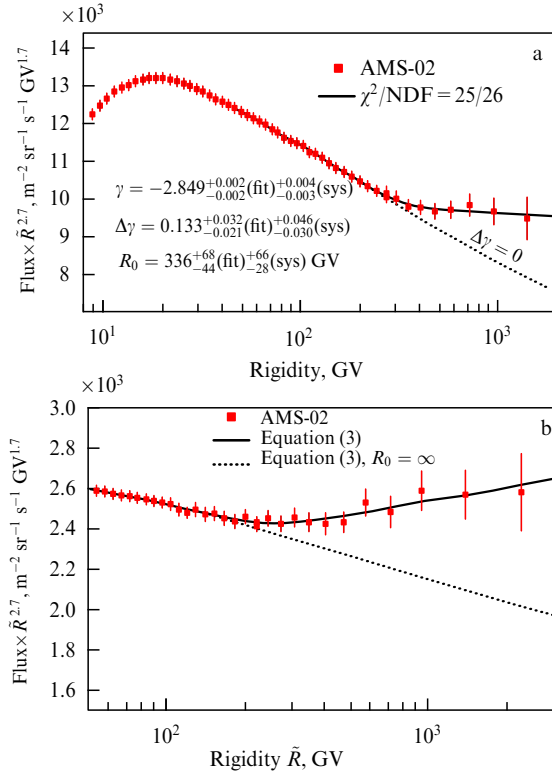 ×10³
a
AMS-02
χ²/NDF = 25/26
γ = −2.849⁺⁰·⁰⁰²₋₀.₀₀₂(fit)⁺⁰·⁰⁰⁴₋₀.₀₀₃(sys)
Δγ = 0.133⁺⁰·⁰³²₋₀.₀₂₁(fit)⁺⁰·⁰⁴⁶₋₀.₀₃₀(sys)
R₀ = 336⁺⁶⁸₋₄₄(fit)⁺⁶⁶₋₂₈(sys) GV
Δγ = 0
14
13
12
11
10
9
8
Flux × R̃ ²·⁷, m⁻² sr⁻¹ s⁻¹ GV¹·⁷
10¹ 10² 10³
Rigidity, GV
×10³
b
AMS-02
Equation (3)
Equation (3), R₀ = ∞
3.0
2.8
2.6
2.4
2.2
2.0
1.8
1.6
Flux × R̃ ²·⁷, m⁻² sr⁻¹ s⁻¹ GV¹·⁷
10² 10³
Rigidity R̃, GV